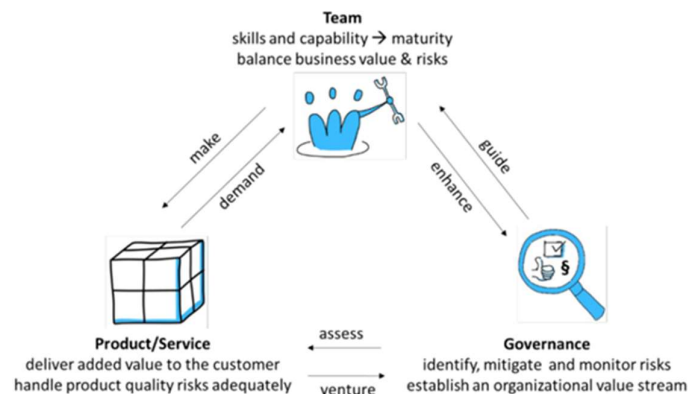 Team
skills and capability → maturity
balance business value & risks
make
demand
guide
enhance
§
assess
venture
Product/Service
deliver added value to the customer
handle product quality risks adequately
Governance
identify, mitigate and monitor risks
establish an organizational value stream